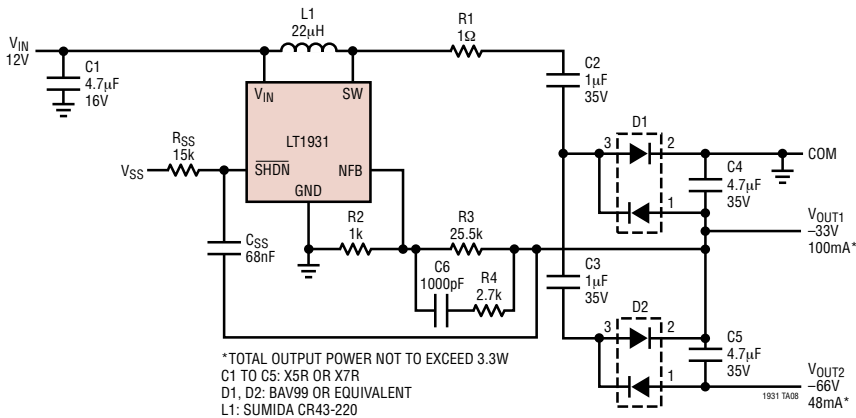 L1
22µH
R1
1Ω
VIN
12V
C1
4.7µF
16V
C2
1µF
35V
VIN
SW
D1
LT1931
3
2
COM
RSS
15k
VSS
SHDN
NFB
C4
4.7µF
35V
GND
1
R2
1k
R3
25.5k
VOUT1
–33V
100mA*
CSS
68nF
C6
1000pF
R4
2.7k
C3
1µF
35V
D2
3
2
C5
4.7µF
35V
1
VOUT2
–66V
48mA*
1931 TA08
*TOTAL OUTPUT POWER NOT TO EXCEED 3.3W
C1 TO C5: X5R OR X7R
D1, D2: BAV99 OR EQUIVALENT
L1: SUMIDA CR43-220